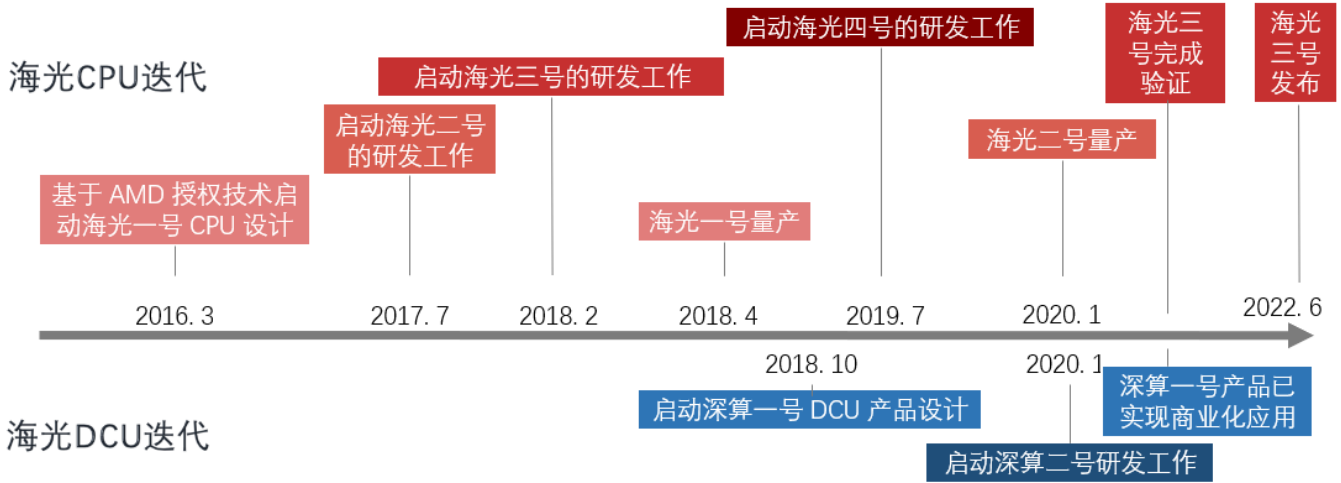 海光CPU迭代
基于 AMD 授权技术启
动海光一号 CPU 设计
启动海光二号
的研发工作
启动海光三号的研发工作
海光一号量产
启动海光四号的研发工作
海光二号量产
海光三
号完成
验证
海光
三号
发布
2016. 3
2017. 7
2018. 2
2018. 4
2019. 7
2020. 1
2022. 6
2018. 10
2020. 1
海光DCU迭代
启动深算一号 DCU 产品设计
启动深算二号研发工作
深算一号产品已
实现商业化应用